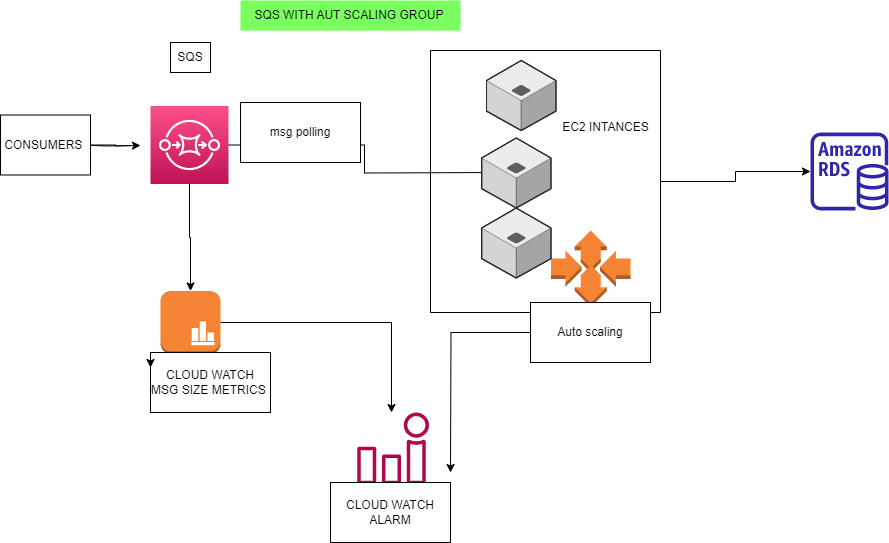 SQS WITH AUT SCALING GROUP
SQS
CONSUMERS
msg polling
EC2 INTANCES
Amazon
RDS
Auto scaling
CLOUD WATCH
MSG SIZE METRICS
CLOUD WATCH
ALARM